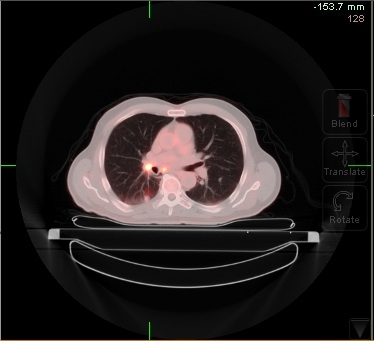 -153.7 mm
128
Blend
Translate
Rotate